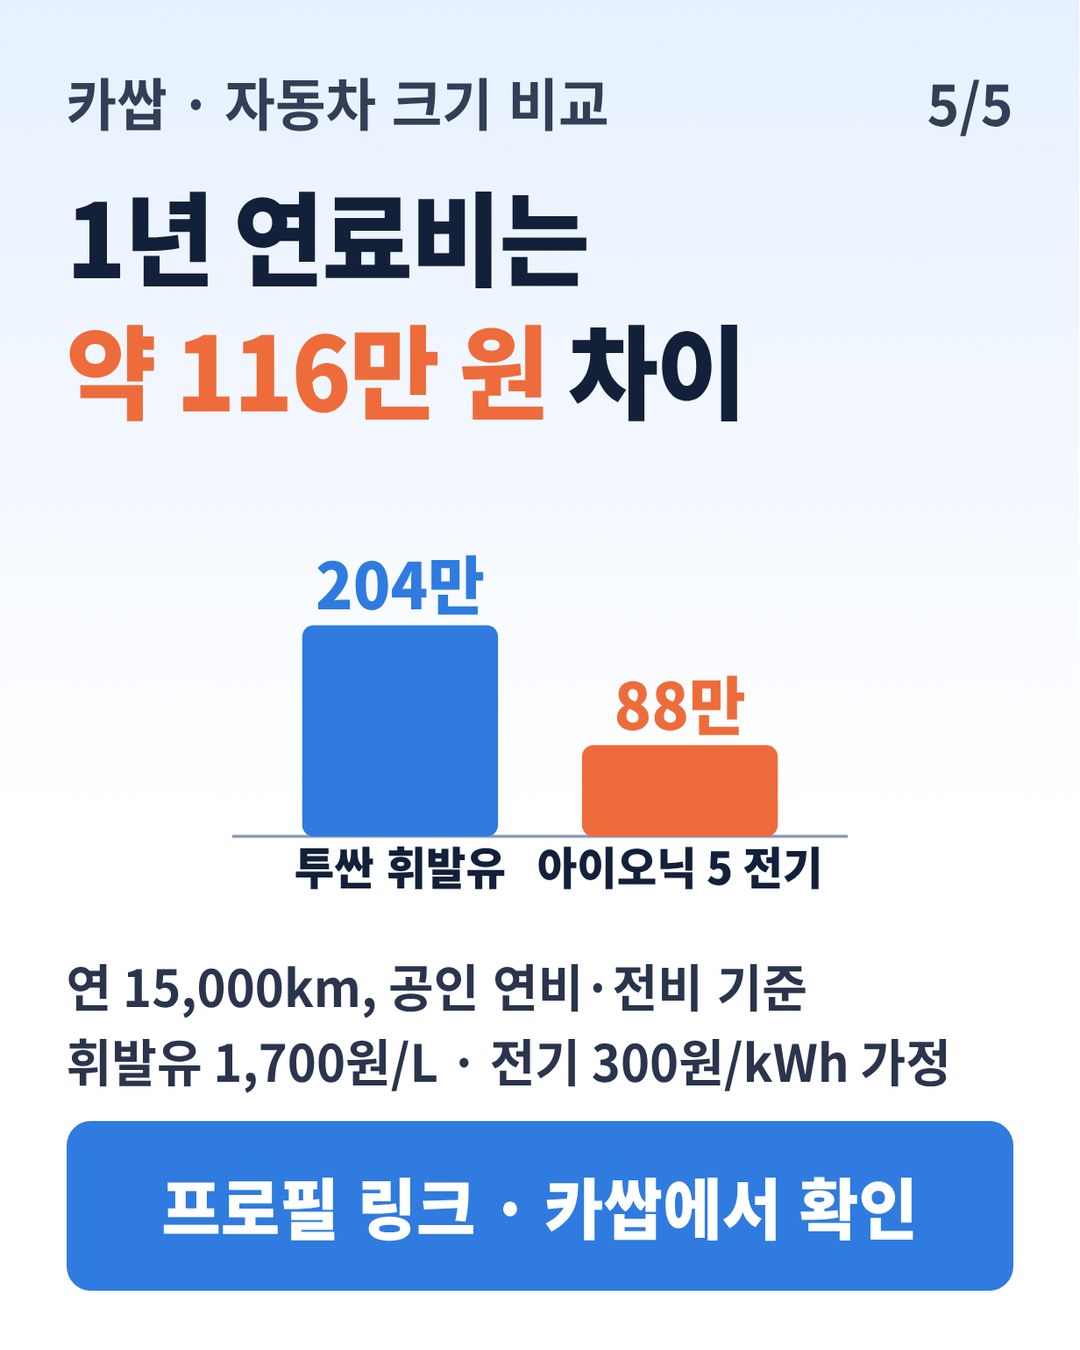 카쌉 · 자동차 크기 비교
5/5
1년 연료비는
약 116만 원 차이
204만
88만
투싼 휘발유
아이오닉 5 전기
연 15,000km, 공인 연비·전비 기준
휘발유 1,700원/L · 전기 300원/kWh 가정
프로필 링크 · 카쌉에서 확인